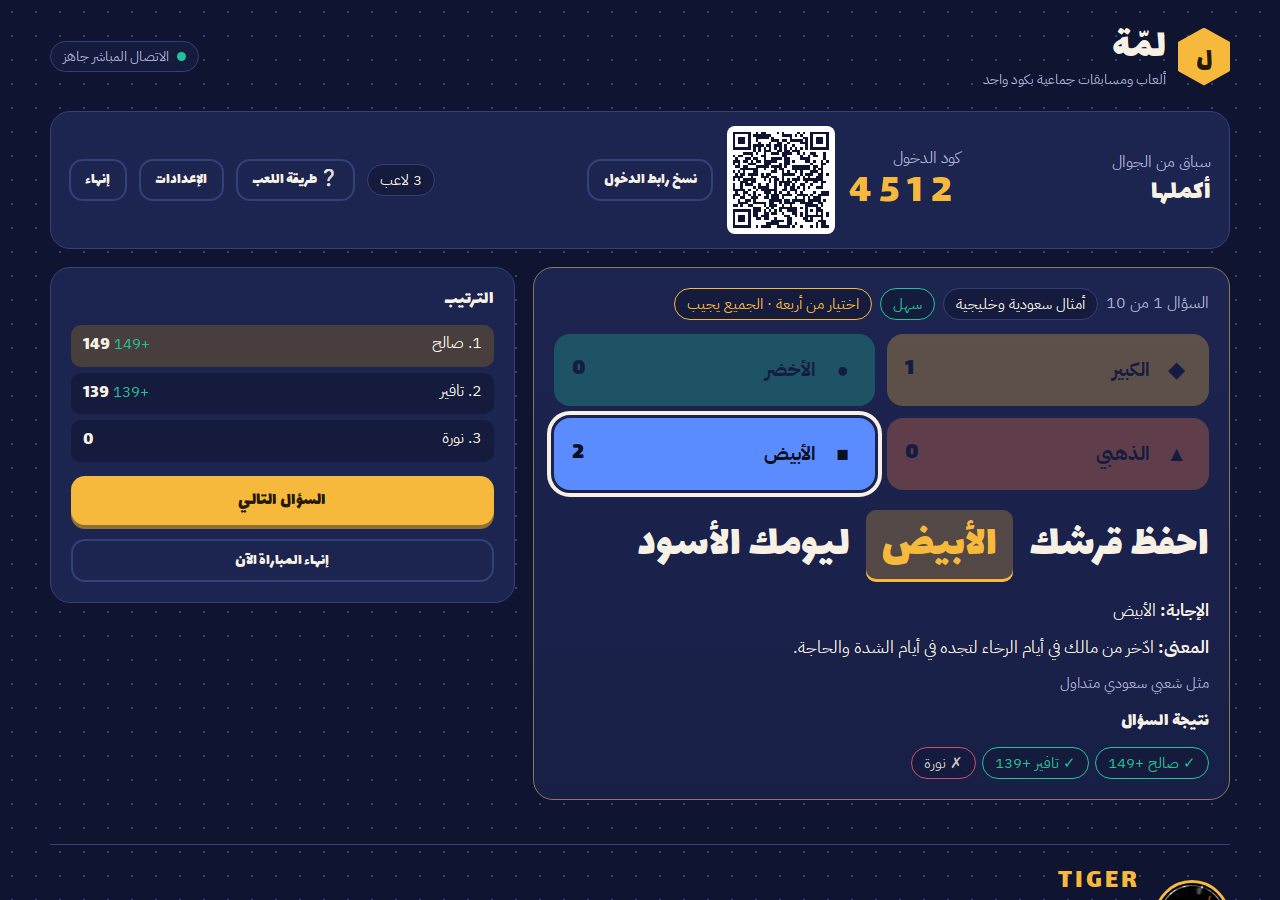 ل
لمّة
ألعاب ومسابقات جماعية بكود واحد
الاتصال المباشر جاهز
سباق من الجوال
أكملها
كود الدخول
4512
نسخ رابط الدخول
3 لاعب
❔ طريقة اللعب
الإعدادات
إنهاء
السؤال 1 من 10
أمثال سعودية وخليجية
سهل
اختيار من أربعة · الجميع يجيب
◆ الكبير 1
● الأخضر 0
▲ الذهبي 0
■ الأبيض 2
احفظ قرشك الأبيض ليومك الأسود
الإجابة: الأبيض
المعنى: ادّخر من مالك في أيام الرخاء لتجده في أيام الشدة والحاجة.
مثل شعبي سعودي متداول
نتيجة السؤال
✓ صالح +149
✓ تافير +139
✗ نورة
الترتيب
1. صالح +149 149
2. تافير +139 139
3. نورة 0
السؤال التالي
إنهاء المباراة الآن
TIGER